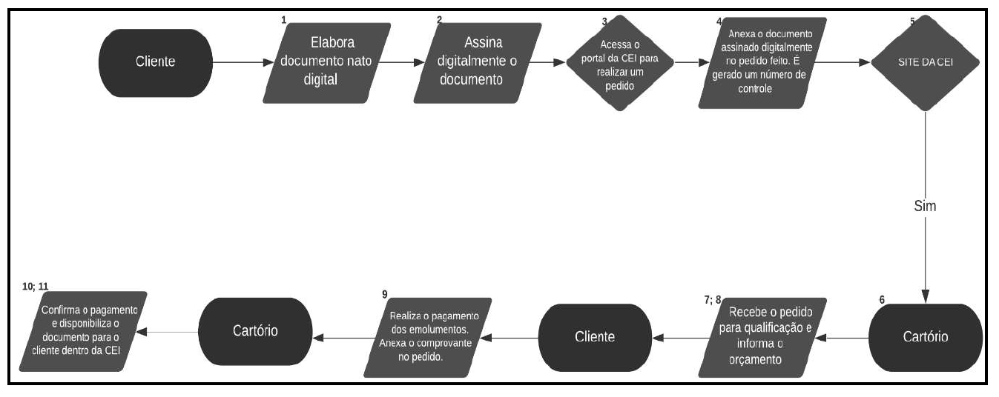 Cliente
1
Elabora
documento nato
digital
2
Assina
digitalmente o
documento
3
Acessa o
portal da CEI para
realizar um
pedido
4
Anexa o documento
assinado digitalmente
no pedido feito. É
gerado um número de
controle
5
SITE DA CEI
Sim
6
Cartório
7; 8
Recebe o pedido
para qualificação e
informa o
orçamento
Cliente
9
Realiza o pagamento
dos emolumentos.
Anexa o comprovante
no pedido.
Cartório
10; 11
Confirma o pagamento
e disponibiliza o
documento para o
cliente dentro da CEI